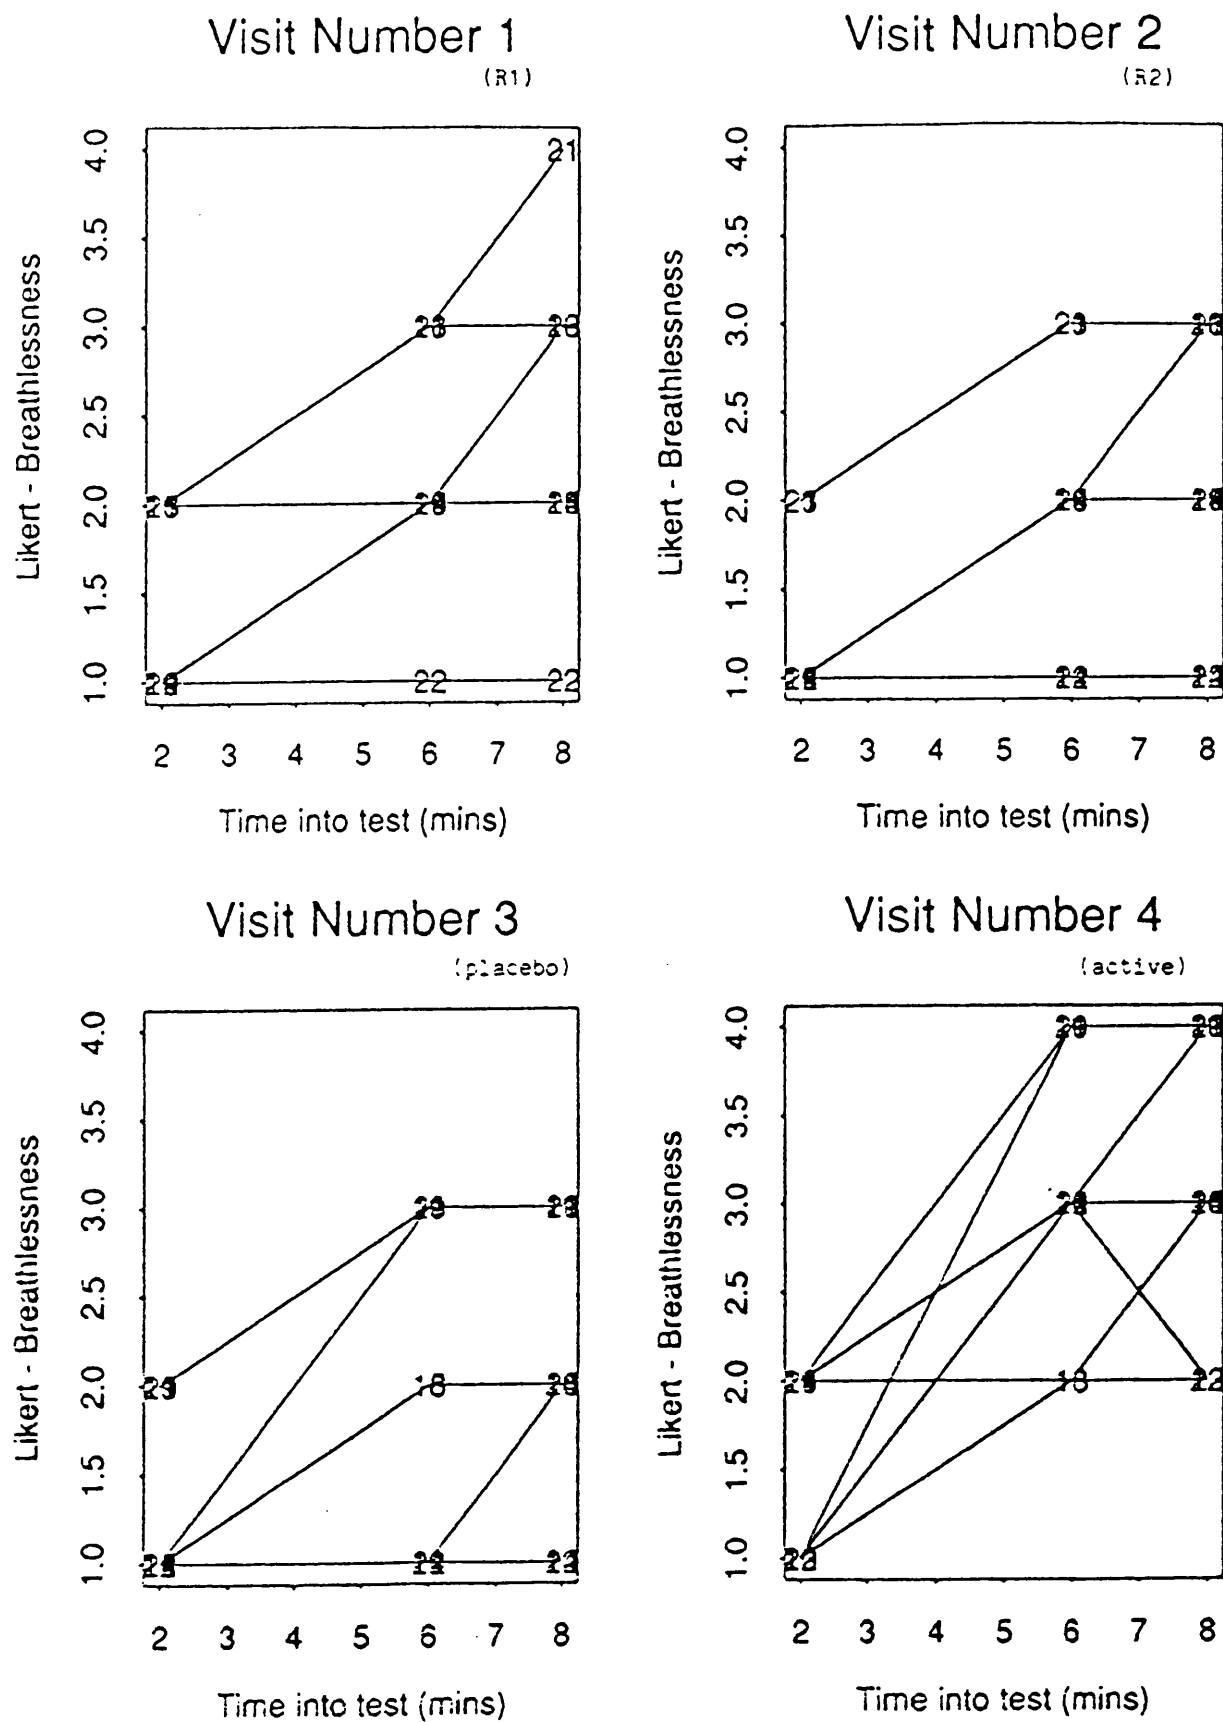 Visit Number 1
(R1)
Likert - Breathlessness
4.0
3.5
3.0
2.5
2.0
1.5
1.0
21
22
22
2 3 4 5 6 7 8
Time into test (mins)
Visit Number 2
(R2)
Likert - Breathlessness
4.0
3.5
3.0
2.5
2.0
1.5
1.0
2 3 4 5 6 7 8
Time into test (mins)
Visit Number 3
(placebo)
Likert - Breathlessness
4.0
3.5
3.0
2.5
2.0
1.5
1.0
2 3 4 5 6 7 8
Time into test (mins)
Visit Number 4
(active)
Likert - Breathlessness
4.0
3.5
3.0
2.5
2.0
1.5
1.0
2 3 4 5 6 7 8
Time into test (mins)